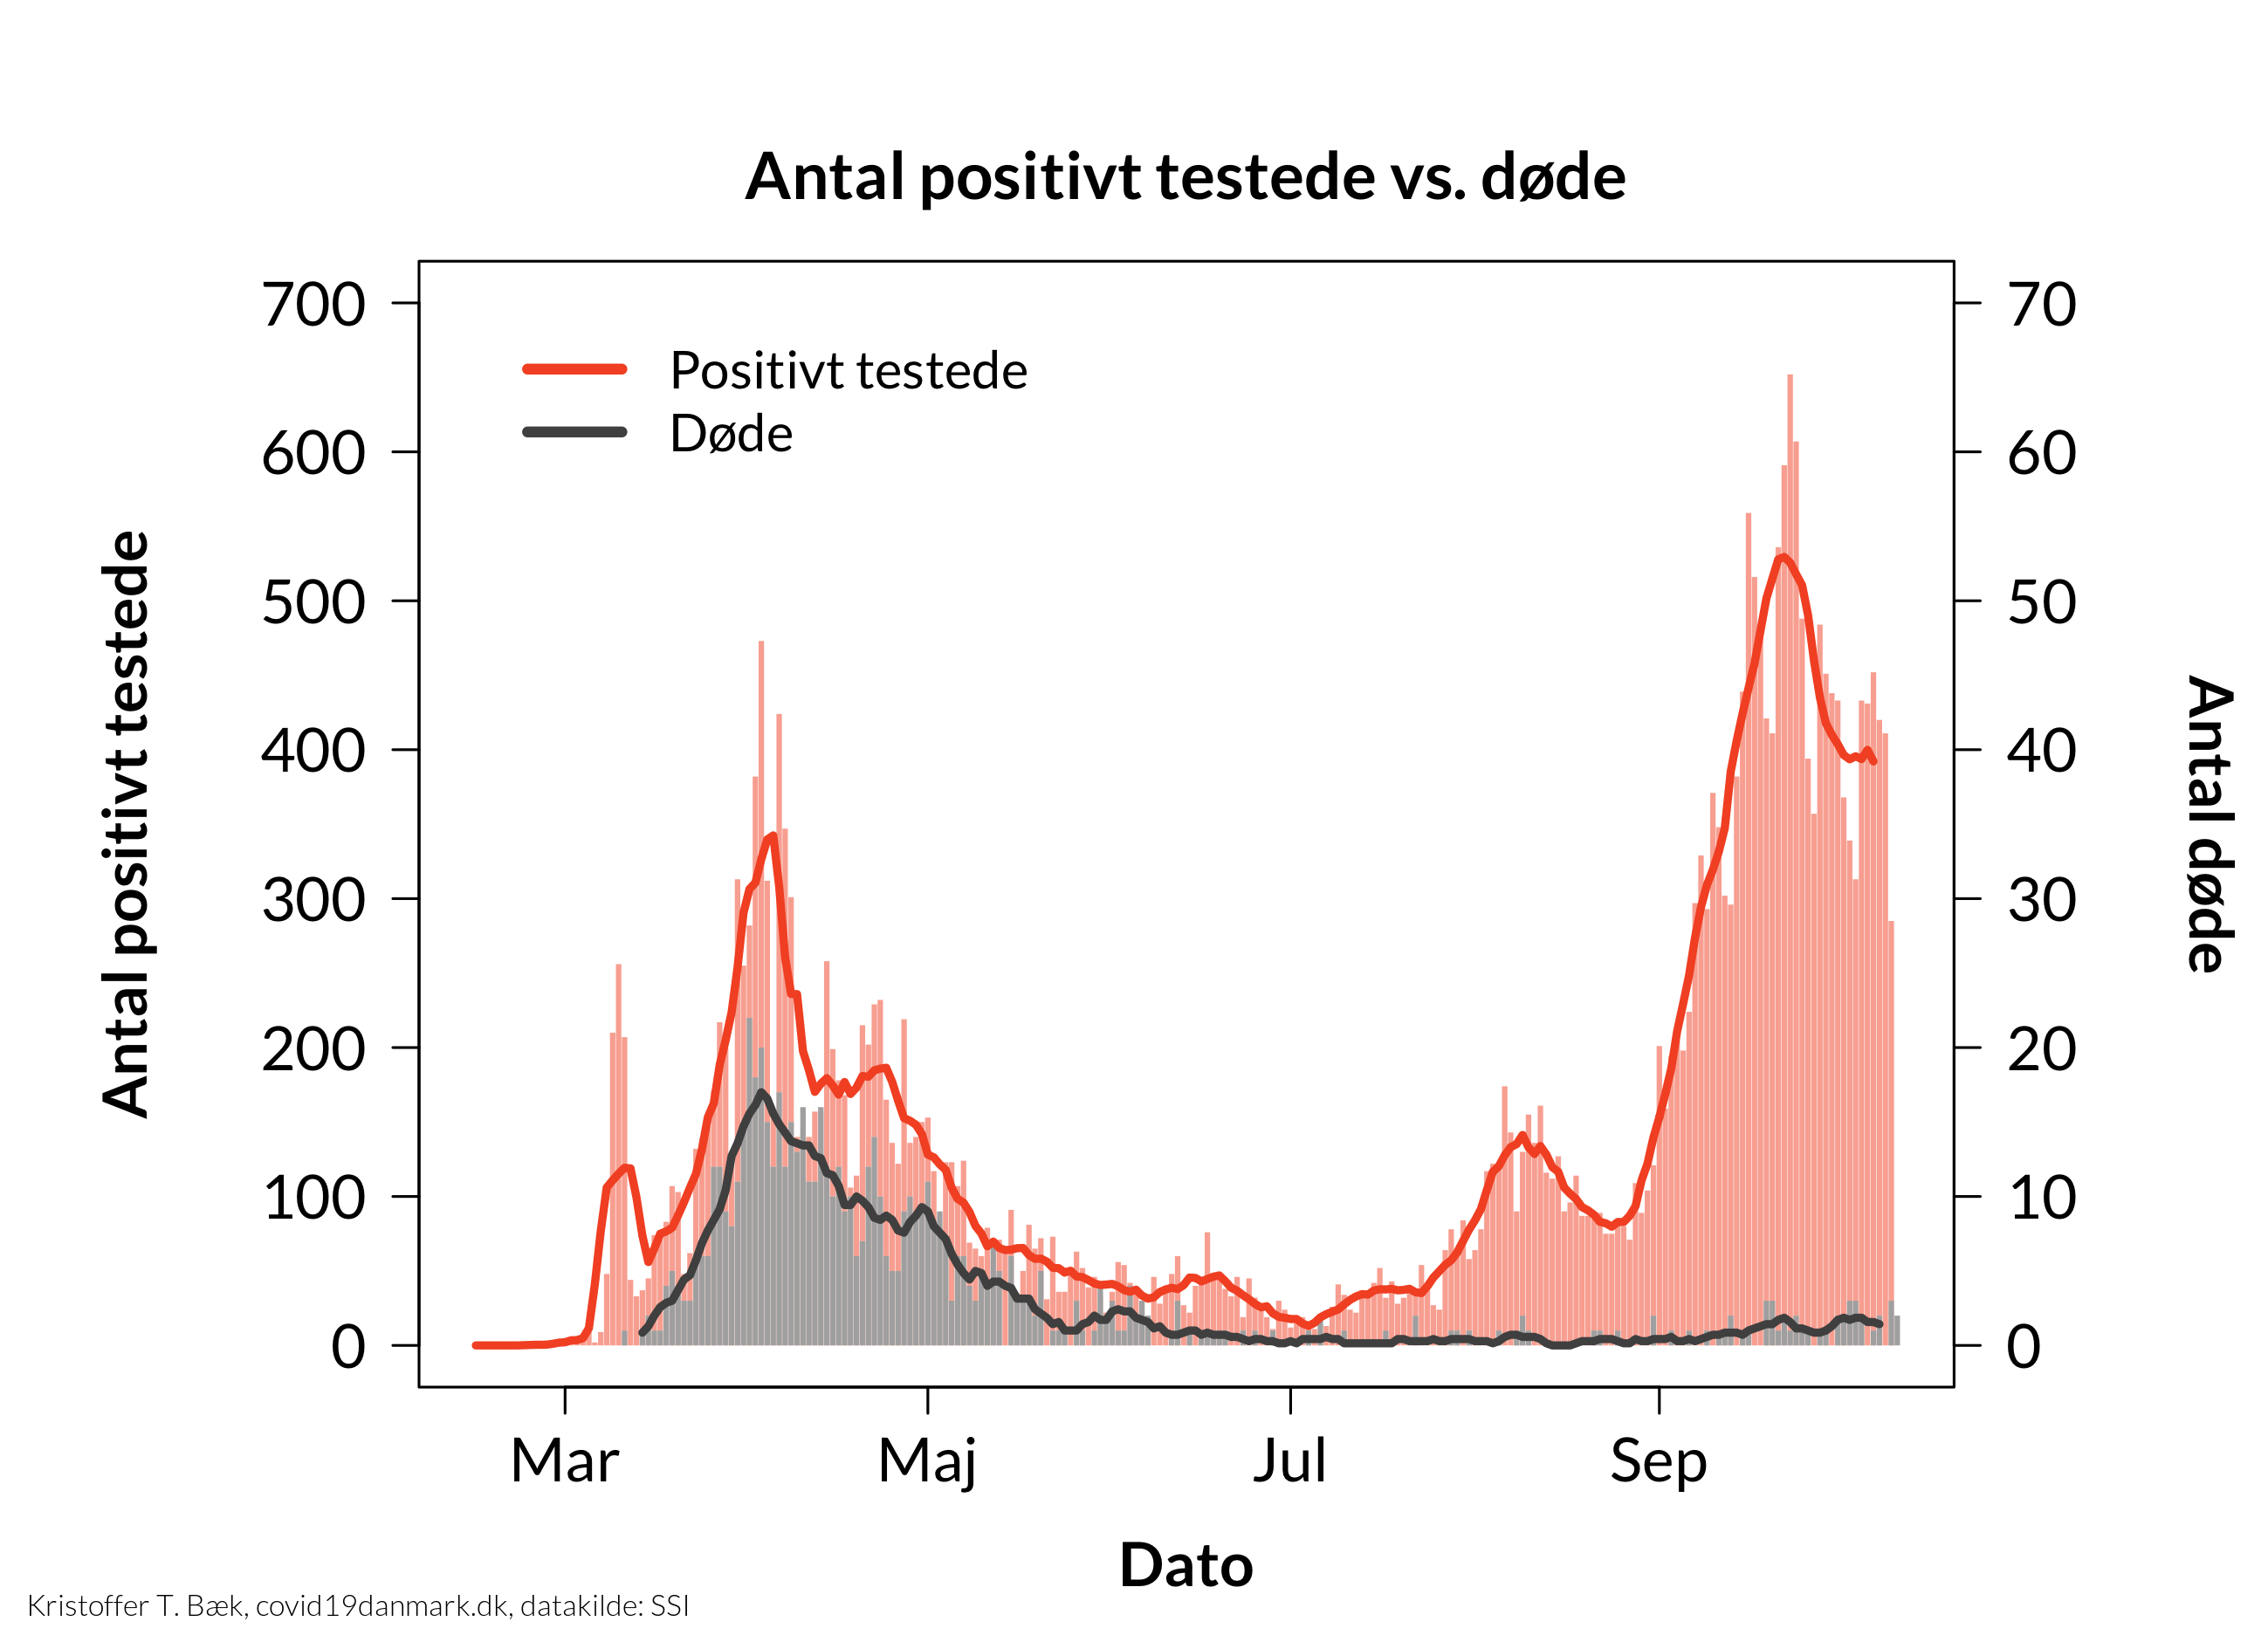 Antal positivt testede vs. døde
700
600
500
400
300
200
100
0
Antal positivt testede
Positivt testede
Døde
70
60
50
40
30
20
10
0
Antal døde
Mar
Maj
Jul
Sep
Dato
Kristoffer T. Bæk, covid19danmark.dk, datakilde: SSI